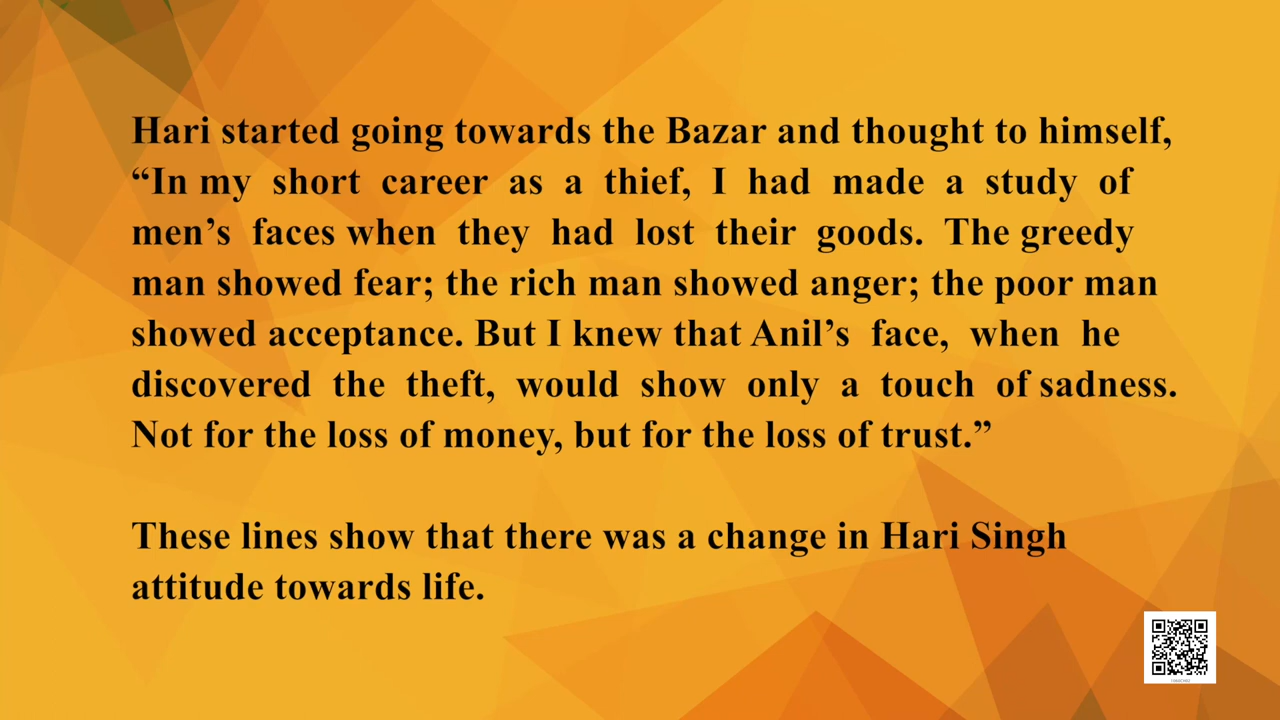 Hari started going towards the Bazar and thought to himself,
“In my short career as a thief, I had made a study of
men’s faces when they had lost their goods. The greedy
man showed fear; the rich man showed anger; the poor man
showed acceptance. But I knew that Anil’s face, when he
discovered the theft, would show only a touch of sadness.
Not for the loss of money, but for the loss of trust.”
These lines show that there was a change in Hari Singh
attitude towards life.